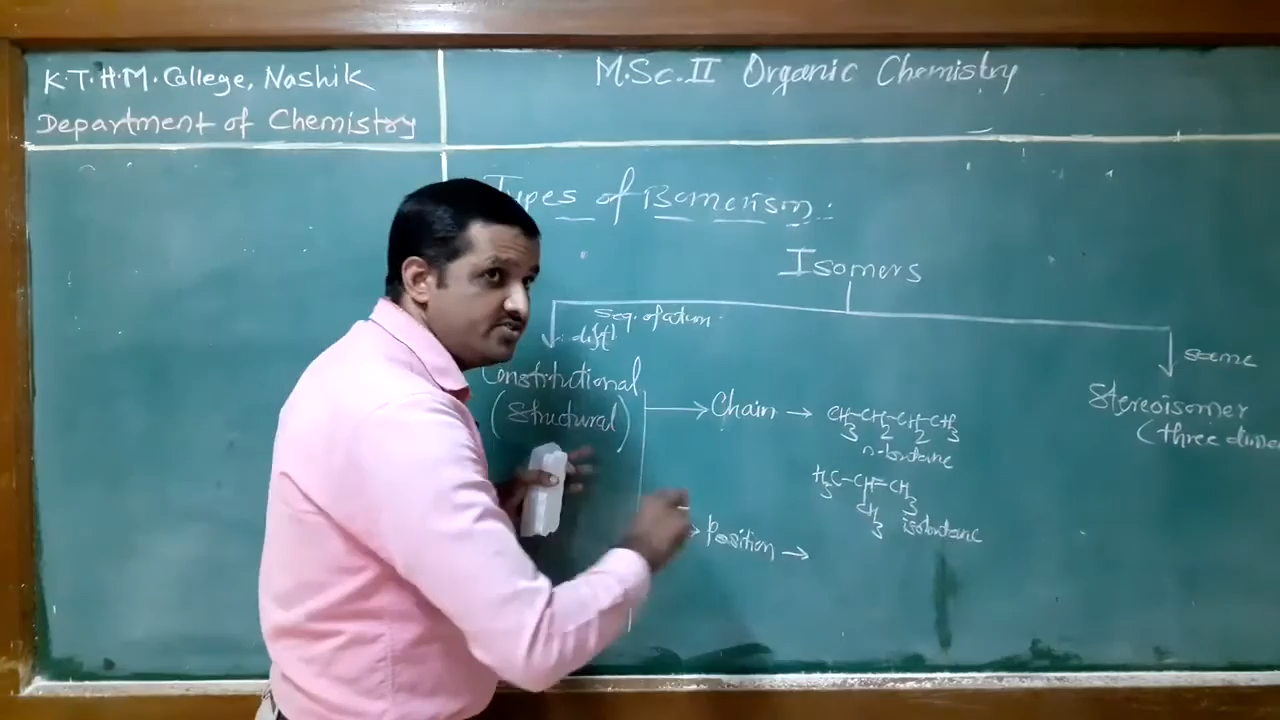 K.T.H.M. College, Nashik
Department of Chemistry
M.Sc.II Organic Chemistry
Types of Isomerism:
Isomers
Seq. of atom
diff.
same
Constitutional
(Structural)
Chain → CH3-CH2-CH2-CH3
n-butane
H3C-CH-CH3
CH3
isobutane
Position →
Stereoisomer
(three dimen